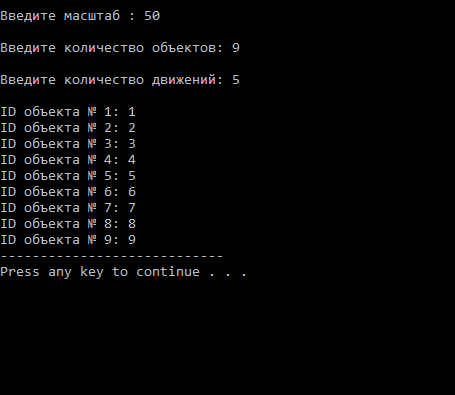 Введите масштаб : 50
Введите количество объектов: 9
Введите количество движений: 5
ID объекта № 1: 1
ID объекта № 2: 2
ID объекта № 3: 3
ID объекта № 4: 4
ID объекта № 5: 5
ID объекта № 6: 6
ID объекта № 7: 7
ID объекта № 8: 8
ID объекта № 9: 9
----------------------------
Press any key to continue . . .